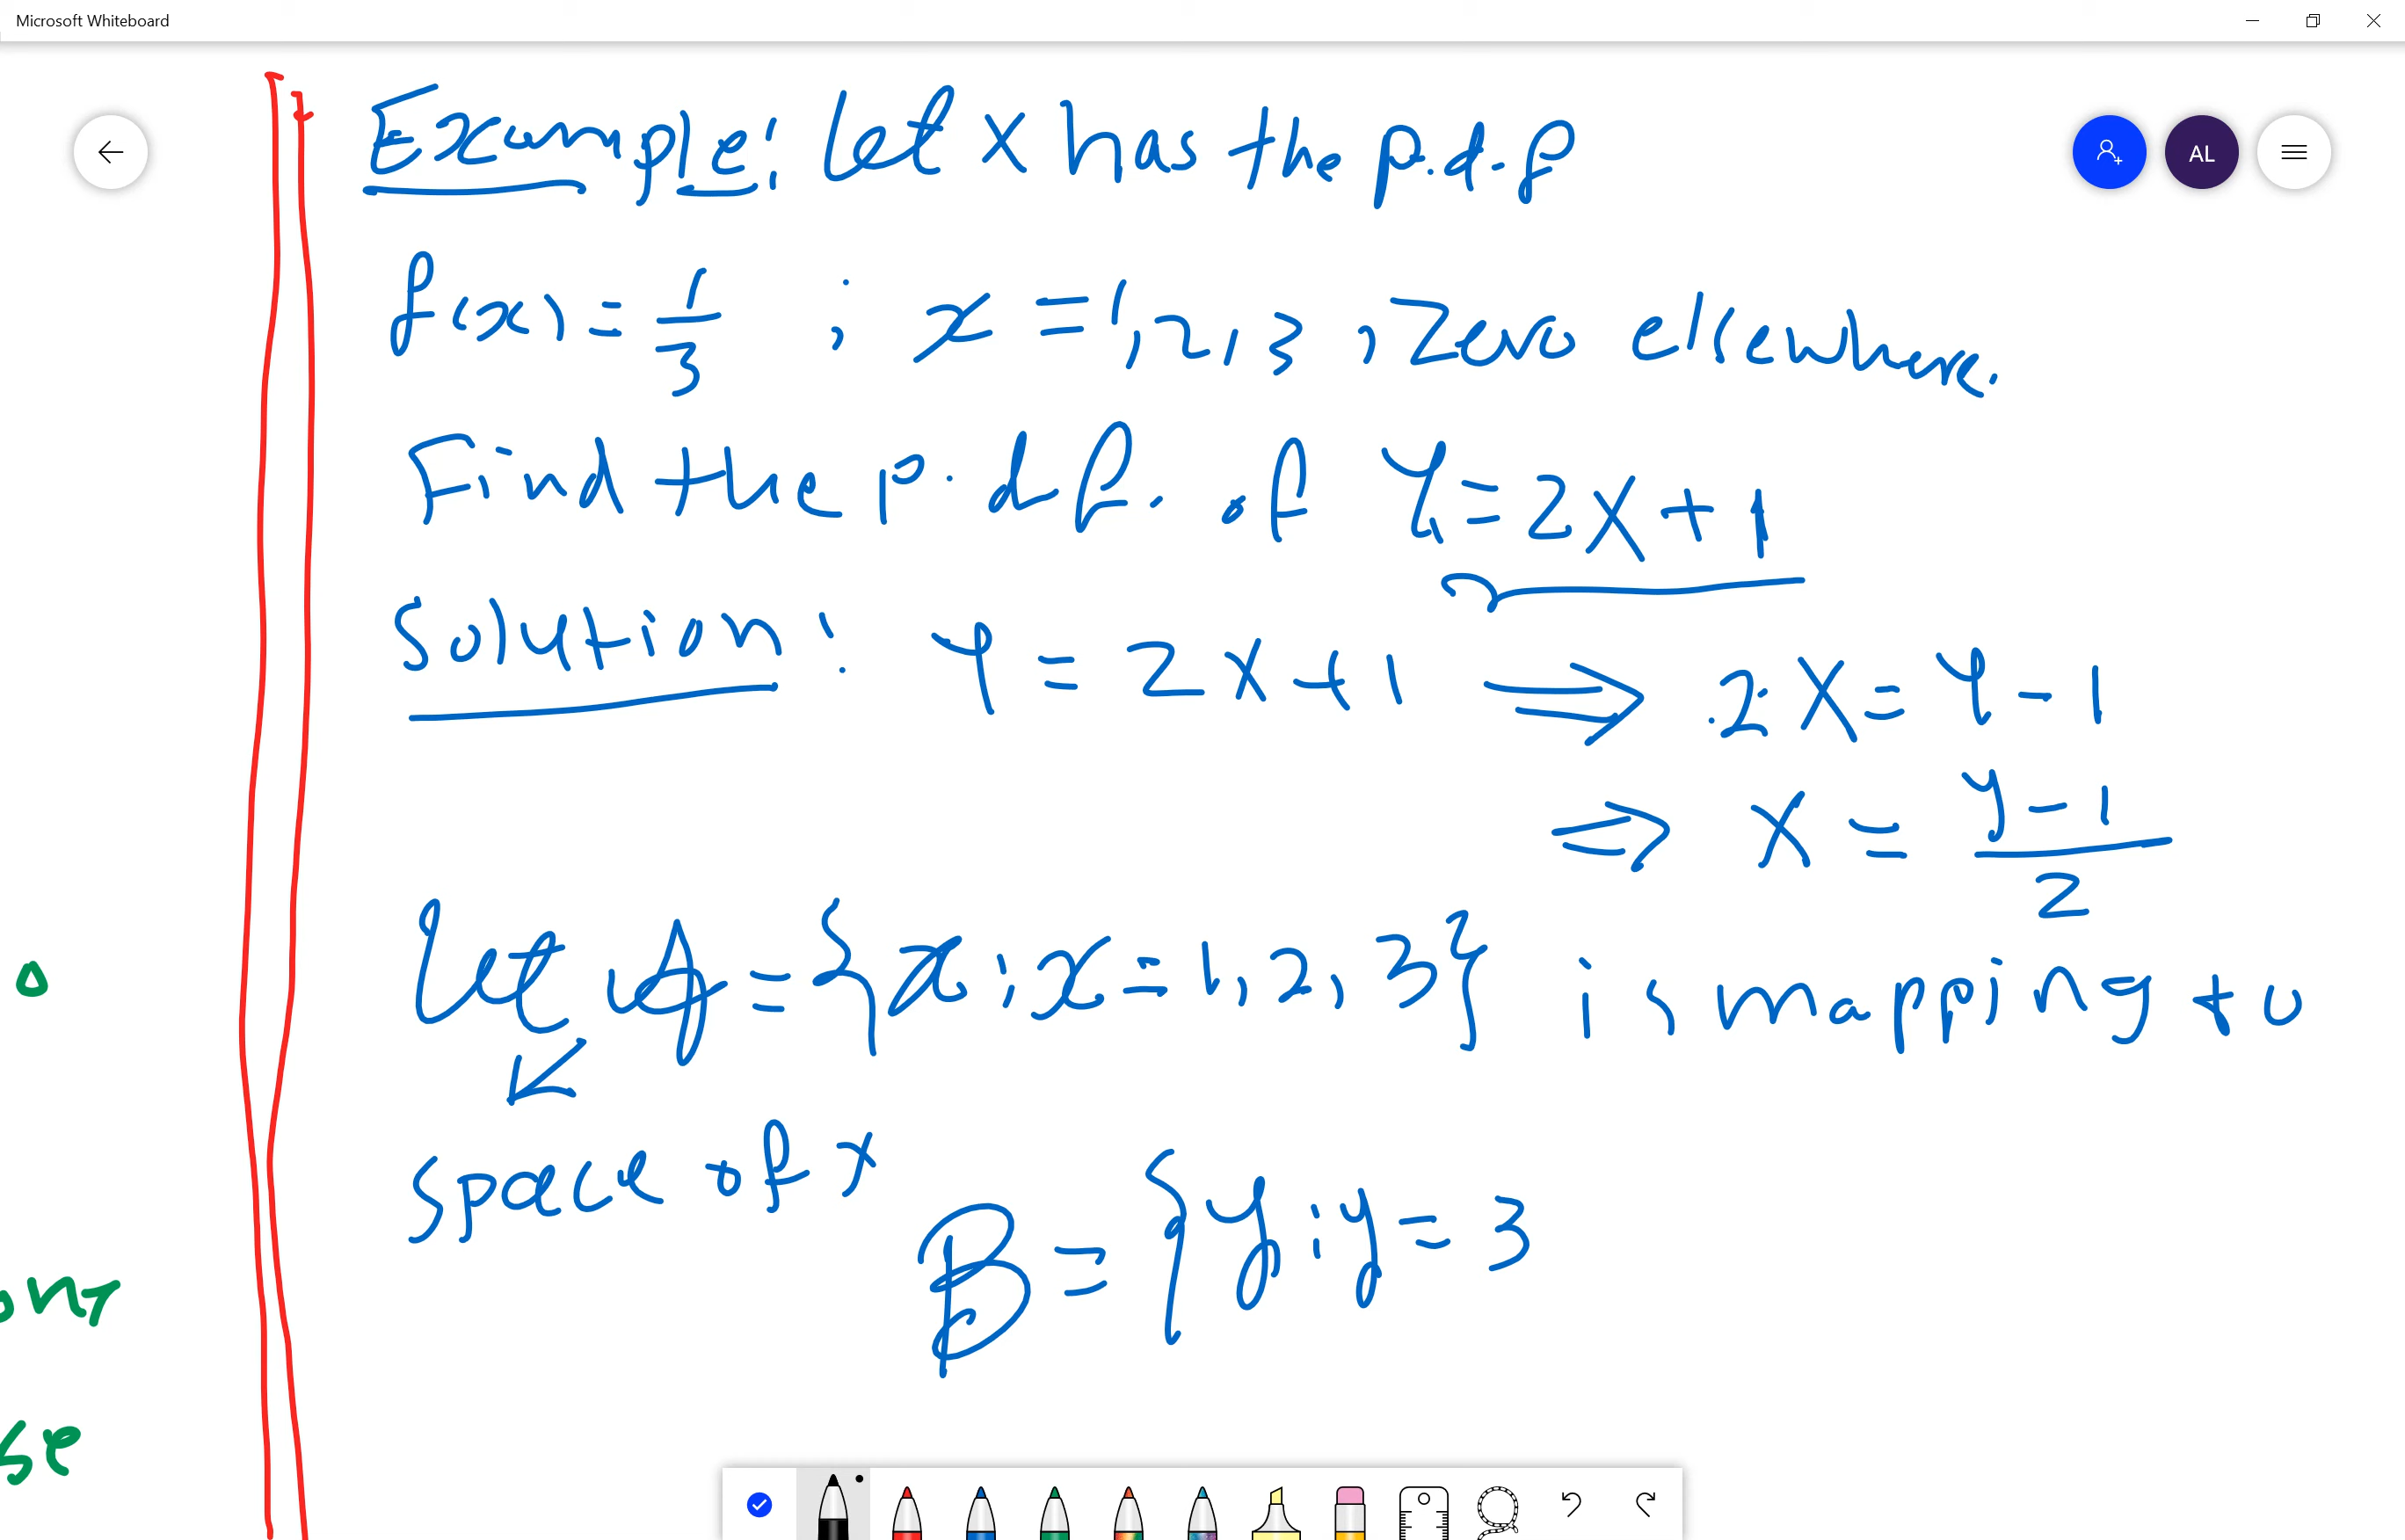 Microsoft Whiteboard
AL
Example: let X has the p.d.f
f(x) = 1/3 ; x = 1, 2, 3 , Zero elsewhere.
Find the p.d.f. of Y = 2X + 1
Solution: Y = 2X + 1 ⟹ 2X = Y - 1
⟹ X = (y - 1)/2
let A = {x : x = 1, 2, 3} is mapping to
space of x
B = {y : y = 3